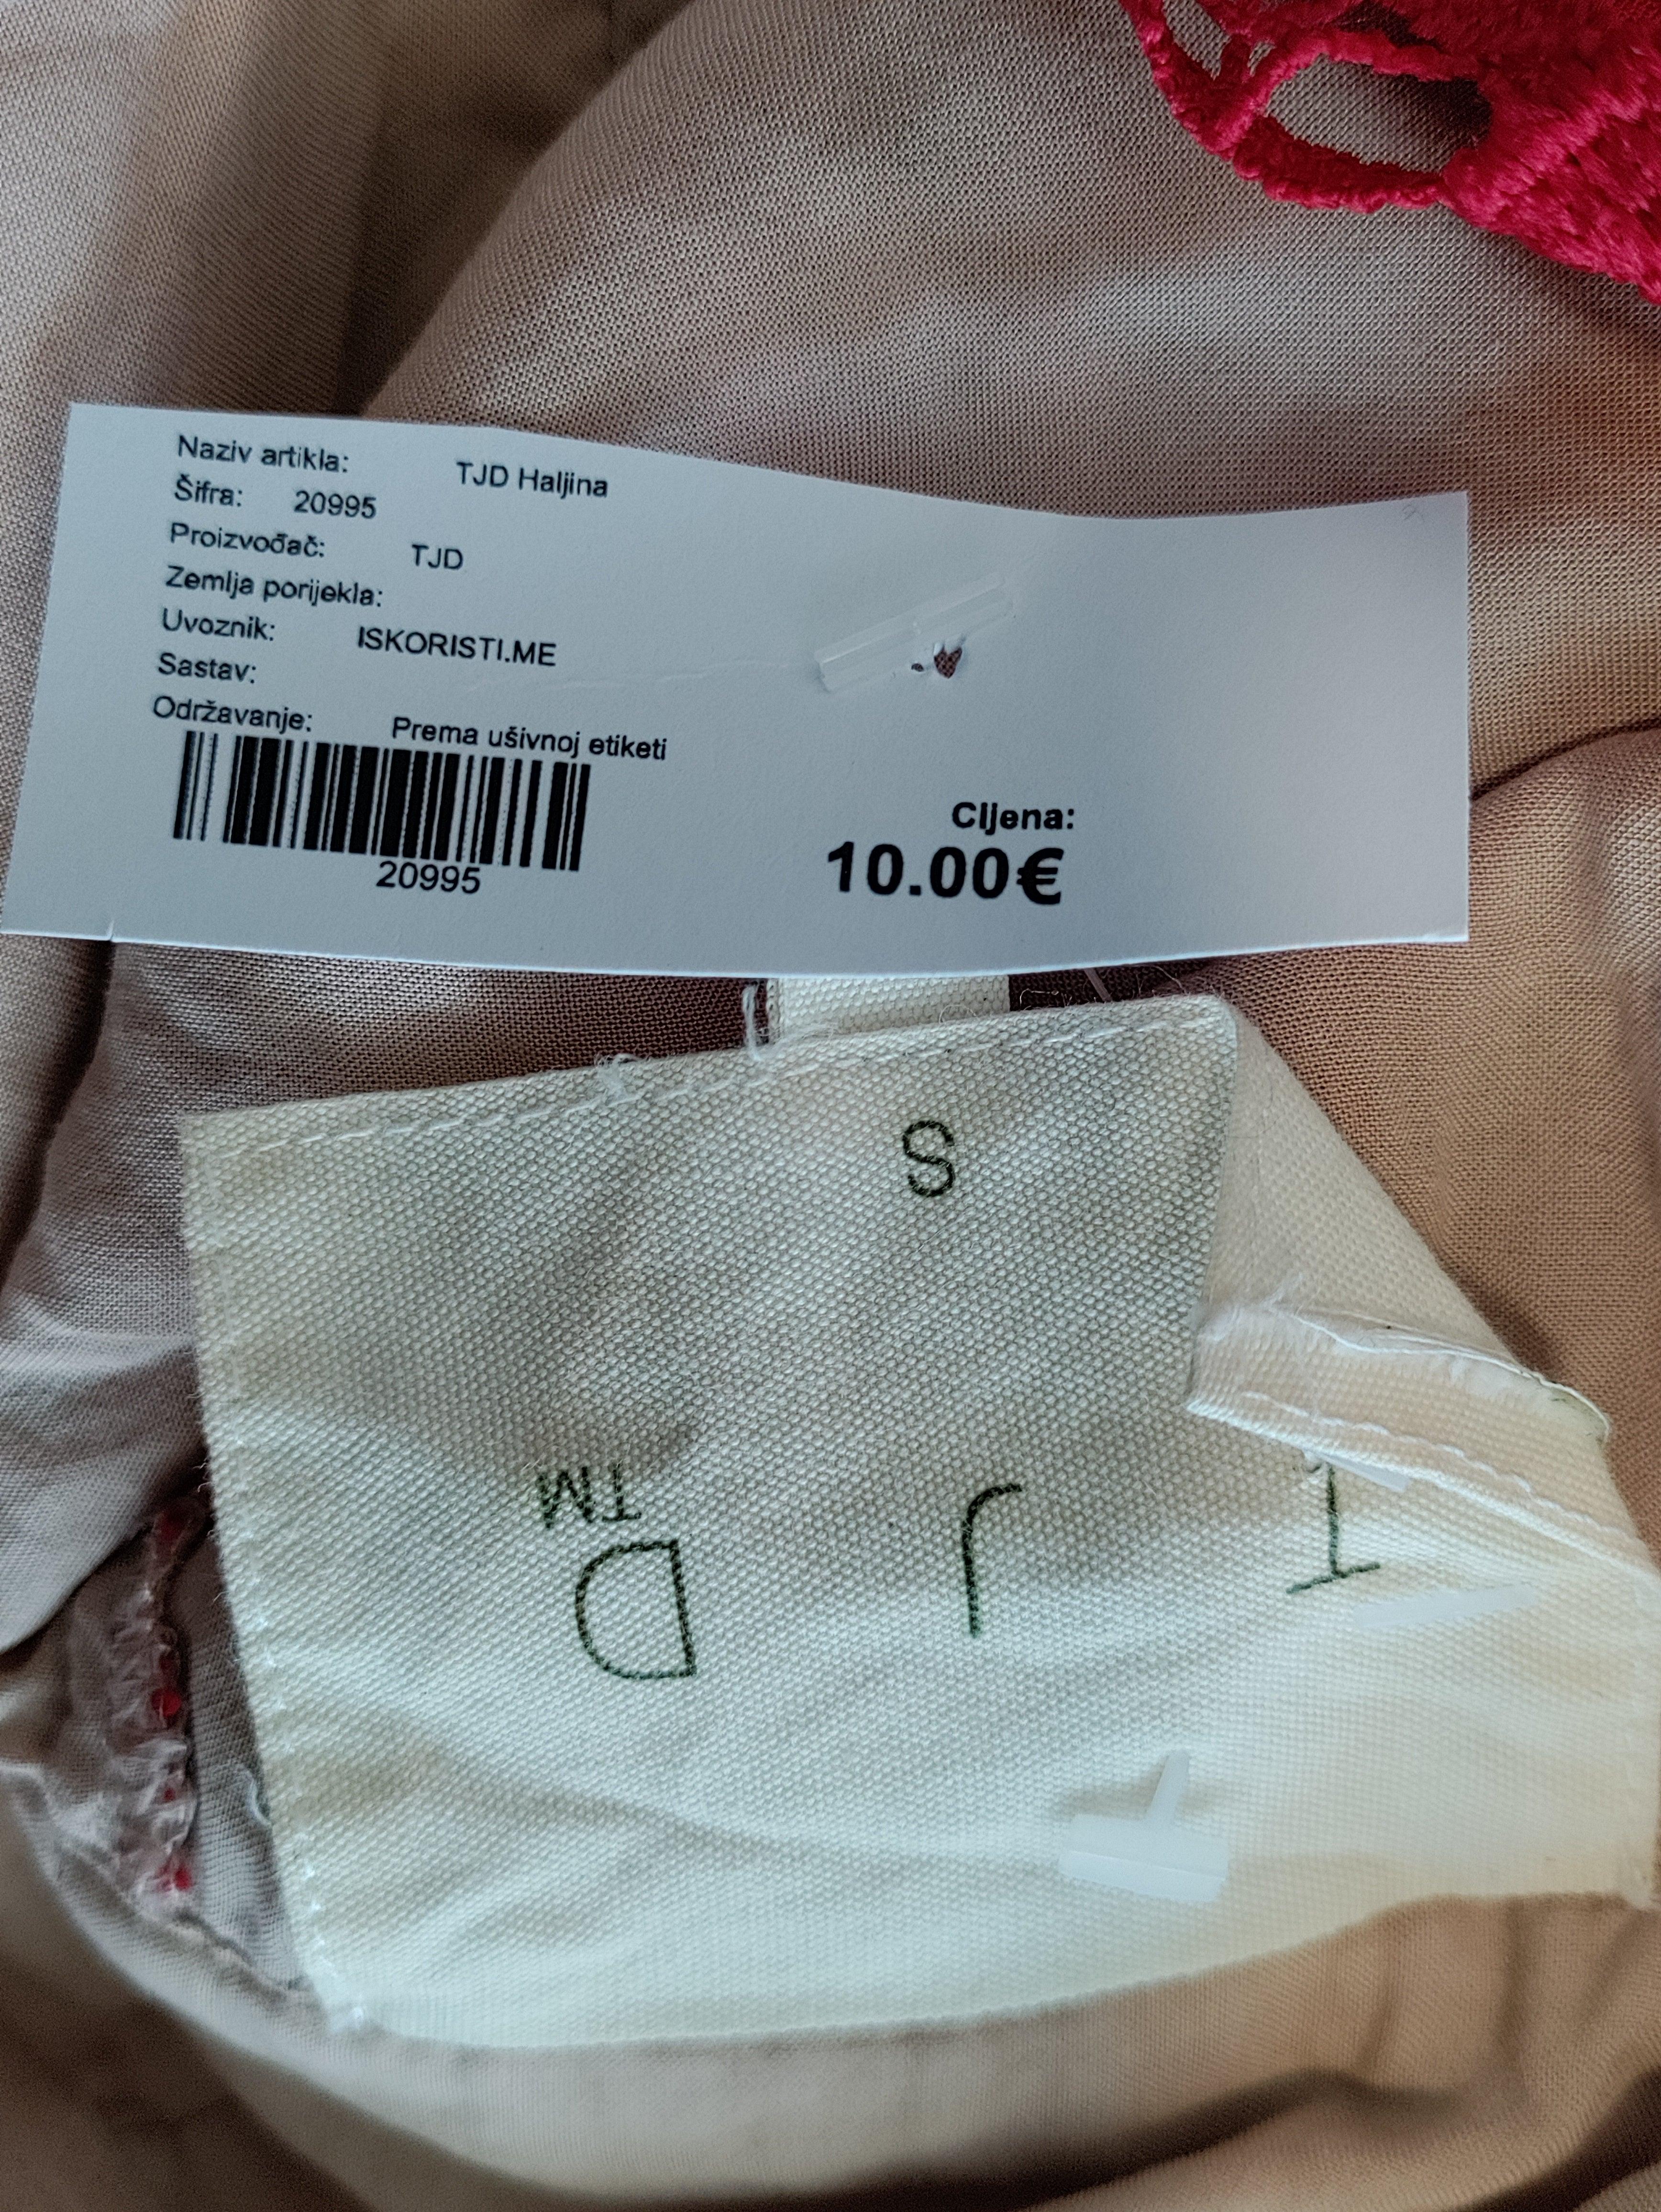 Naziv artikla: TJD Haljina
Šifra: 20995
Proizvođač: TJD
Zemlja porijekla:
Uvoznik: ISKORISTI.ME
Sastav:
Održavanje: Prema ušivnoj etiketi
20995
Cijena:
10.00€
T J D TM
S